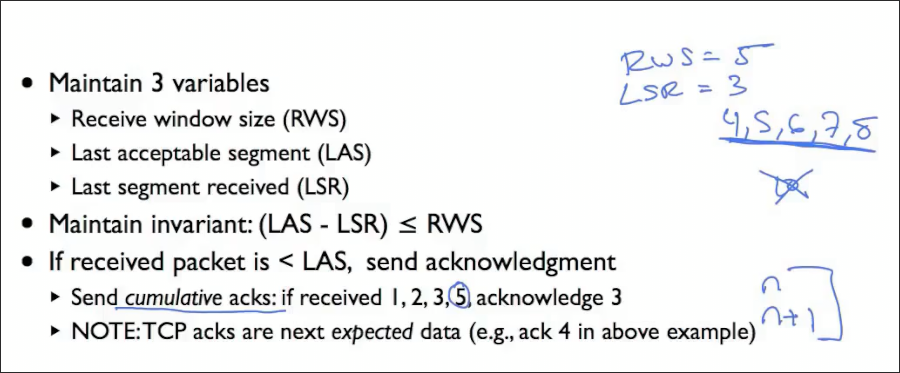 • Maintain 3 variables
▸ Receive window size (RWS)
▸ Last acceptable segment (LAS)
▸ Last segment received (LSR)
• Maintain invariant: (LAS - LSR) ≤ RWS
• If received packet is < LAS, send acknowledgment
▸ Send cumulative acks: if received 1, 2, 3, 5, acknowledge 3
▸ NOTE: TCP acks are next expected data (e.g., ack 4 in above example)
RWS = 5
LSR = 3
4, 5, 6, 7, 8
n
n+1